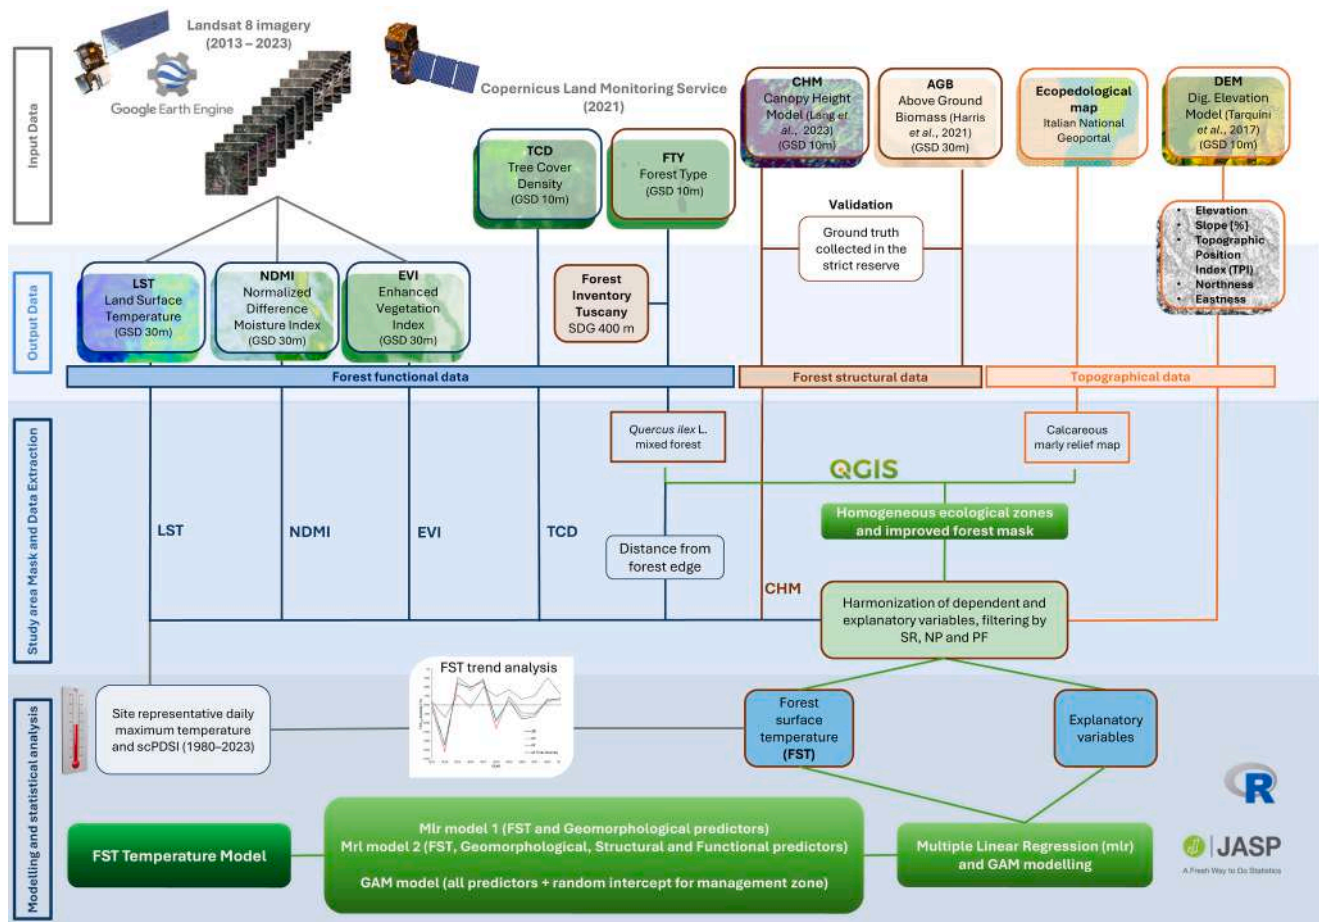 Input Data
Landsat 8 imagery
(2013 – 2023)
Google Earth Engine
Copernicus Land Monitoring Service
(2021)
TCD
Tree Cover
Density
(GSD 10m)
FTY
Forest Type
(GSD 10m)
CHM
Canopy Height
Model (Lang et
al., 2023)
(GSD 10m)
AGB
Above Ground
Biomass (Harris
et al., 2021)
(GSD 30m)
Ecopedological
map
Italian National
Geoportal
DEM
Dig. Elevation
Model (Tarquini
et al., 2017)
(GSD 10m)
Validation
Ground truth
collected in the
strict reserve
• Elevation
• Slope [%]
• Topographic
Position
Index (TPI)
• Northness
• Eastness
Output Data
LST
Land Surface
Temperature
(GSD 30m)
NDMI
Normalized
Difference
Moisture Index
(GSD 30m)
EVI
Enhanced
Vegetation
Index
(GSD 30m)
Forest
Inventory
Tuscany
SDG 400 m
Forest functional data
Forest structural data
Topographical data
Study area Mask and Data Extraction
Quercus ilex L.
mixed forest
Calcareous
marly relief map
QGIS
Homogeneous ecological zones
and improved forest mask
LST
NDMI
EVI
TCD
Distance from
forest edge
CHM
Harmonization of dependent and
explanatory variables, filtering by
SR, NP and PF
Modelling and statistical analysis
Site representative daily
maximum temperature
and scPDSI (1980–2023)
FST trend analysis
Forest
surface
temperature
(FST)
Explanatory
variables
R
FST Temperature Model
Mlr model 1 (FST and Geomorphological predictors)
Mrl model 2 (FST, Geomorphological, Structural and Functional predictors)
GAM model (all predictors + random intercept for management zone)
Multiple Linear Regression (mlr)
and GAM modelling
JASP
A Fresh Way to Do Statistics